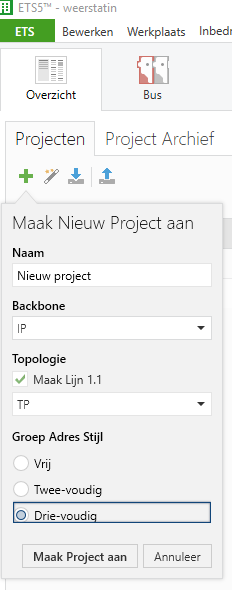 ETS5™ - weerstatin
ETS Bewerken Werkplaats Inbed
Overzicht Bus
Projecten Project Archief
Maak Nieuw Project aan
Naam
Nieuw project
Backbone
IP
Topologie
Maak Lijn 1.1
TP
Groep Adres Stijl
Vrij
Twee-voudig
Drie-voudig
Maak Project aan Annuleer